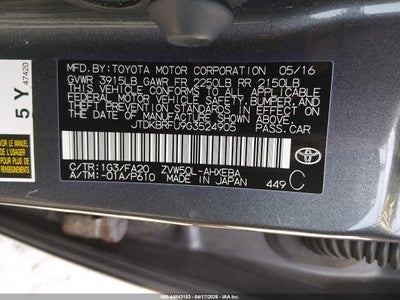 MFD. BY: TOYOTA MOTOR CORPORATION 05/16
GVWR 3915LB GAWR FR 2250LB RR 2150LB
THIS VEHICLE CONFORMS TO ALL APPLICABLE
FEDERAL MOTOR VEHICLE SAFETY, BUMPER, AND
THEFT PREVENTION STANDARDS IN EFFECT ON
THE DATE OF MANUFACTURE SHOWN ABOVE.
JTDKBRFU9G3524905 PASS.CAR
C/TR: 1G3/FA20 ZVW50L-AHXEBA
A/TM: -01A/P610 MADE IN JAPAN 449 C
TOYOTA
5 Y 47420